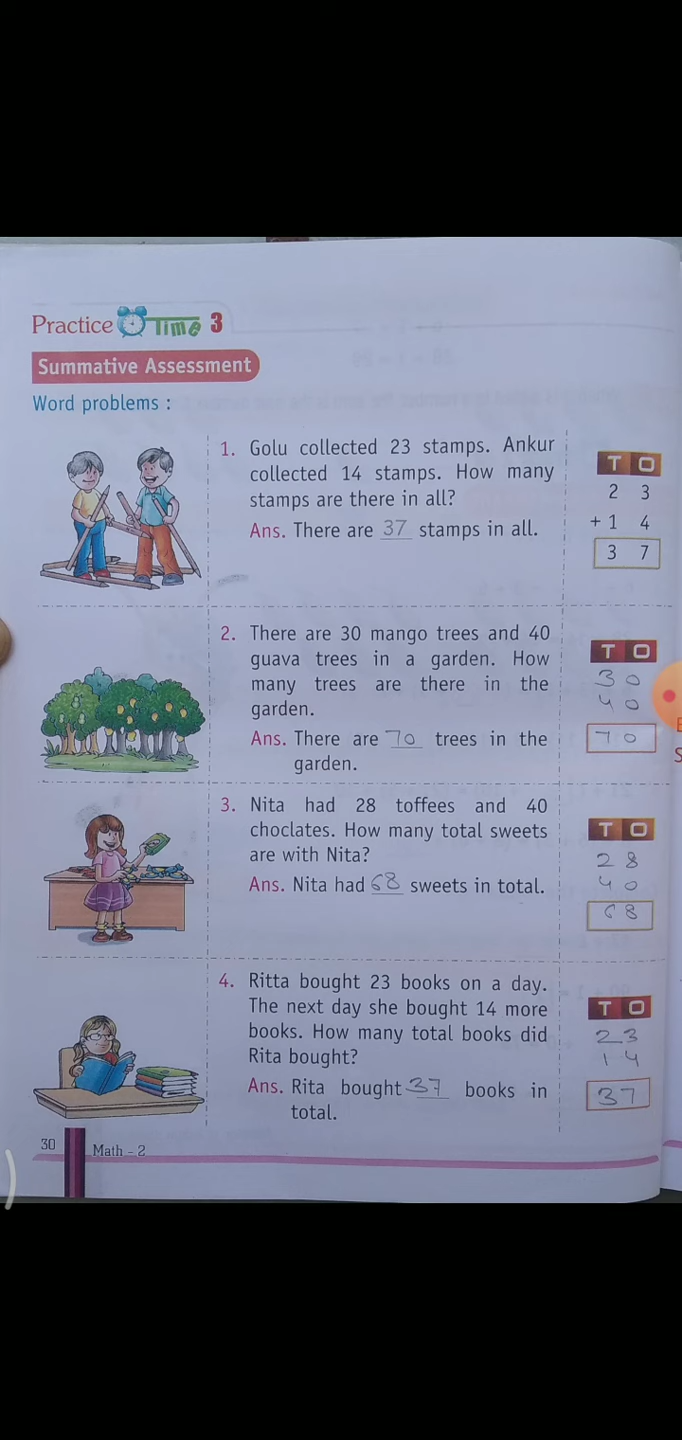 Practice Time 3
Summative Assessment
Word problems :
1. Golu collected 23 stamps. Ankur
collected 14 stamps. How many
stamps are there in all?
Ans. There are 37 stamps in all.
T O
2 3
+ 1 4
3 7
2. There are 30 mango trees and 40
guava trees in a garden. How
many trees are there in the
garden.
Ans. There are 70 trees in the
garden.
T O
3 0
4 0
7 0
3. Nita had 28 toffees and 40
choclates. How many total sweets
are with Nita?
Ans. Nita had 68 sweets in total.
T O
2 8
4 0
6 8
4. Ritta bought 23 books on a day.
The next day she bought 14 more
books. How many total books did
Rita bought?
Ans. Rita bought 37 books in
total.
T O
2 3
1 4
37
30 Math - 2